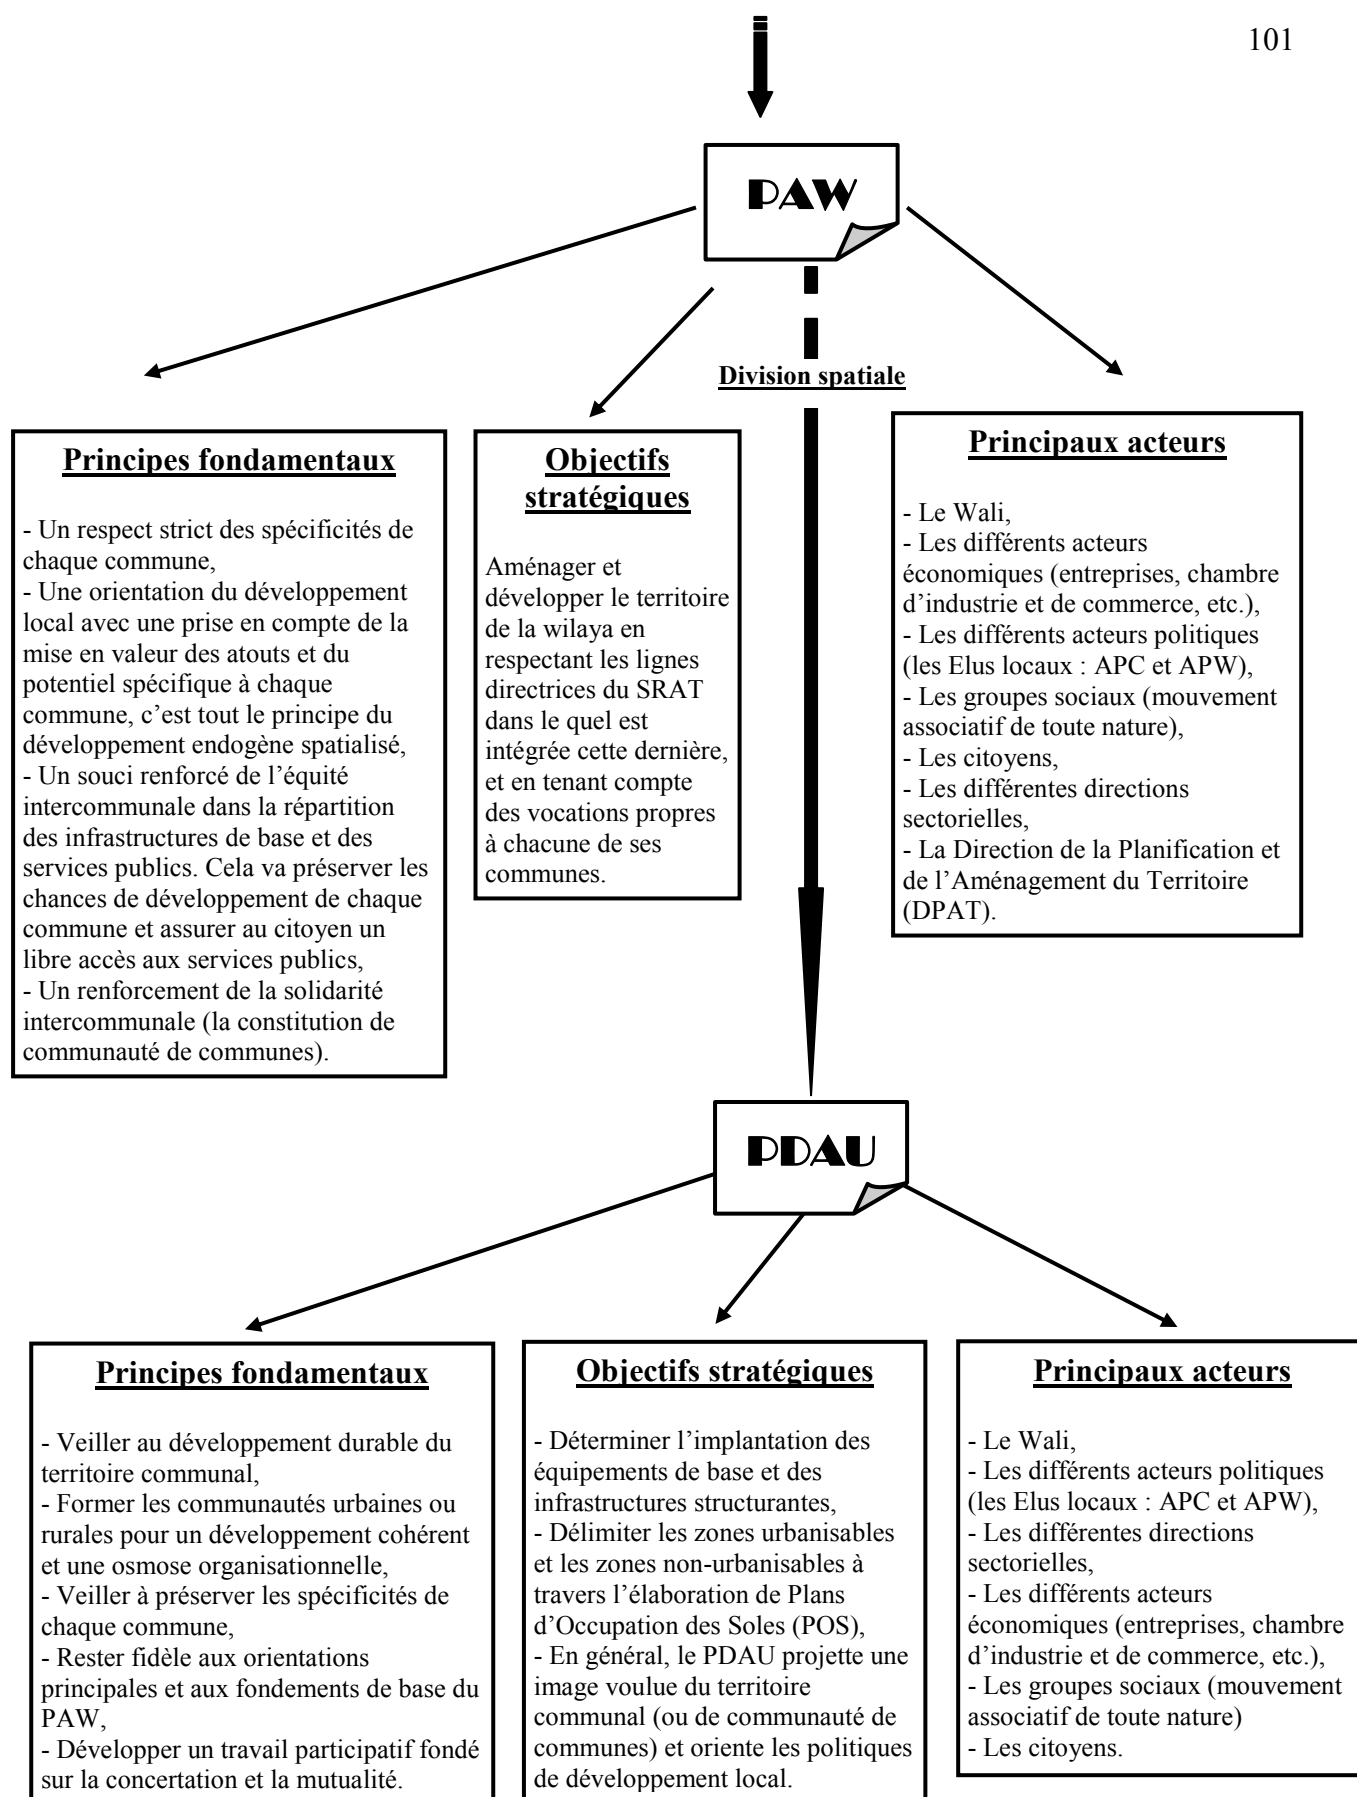 101
PAW
Division spatiale
Principes fondamentaux
- Un respect strict des spécificités de
chaque commune,
- Une orientation du développement
local avec une prise en compte de la
mise en valeur des atouts et du
potentiel spécifique à chaque
commune, c’est tout le principe du
développement endogène spatialisé,
- Un souci renforcé de l’équité
intercommunale dans la répartition
des infrastructures de base et des
services publics. Cela va préserver les
chances de développement de chaque
commune et assurer au citoyen un
libre accès aux services publics,
- Un renforcement de la solidarité
intercommunale (la constitution de
communauté de communes).
Objectifs
stratégiques
Aménager et
développer le territoire
de la wilaya en
respectant les lignes
directrices du SRAT
dans le quel est
intégrée cette dernière,
et en tenant compte
des vocations propres
à chacune de ses
communes.
Principaux acteurs
- Le Wali,
- Les différents acteurs
économiques (entreprises, chambre
d’industrie et de commerce, etc.),
- Les différents acteurs politiques
(les Elus locaux : APC et APW),
- Les groupes sociaux (mouvement
associatif de toute nature),
- Les citoyens,
- Les différentes directions
sectorielles,
- La Direction de la Planification et
de l’Aménagement du Territoire
(DPAT).
PDAU
Principes fondamentaux
- Veiller au développement durable du
territoire communal,
- Former les communautés urbaines ou
rurales pour un développement cohérent
et une osmose organisationnelle,
- Veiller à préserver les spécificités de
chaque commune,
- Rester fidèle aux orientations
principales et aux fondements de base du
PAW,
- Développer un travail participatif fondé
sur la concertation et la mutualité.
Objectifs stratégiques
- Déterminer l’implantation des
équipements de base et des
infrastructures structurantes,
- Délimiter les zones urbanisables
et les zones non-urbanisables à
travers l’élaboration de Plans
d’Occupation des Soles (POS),
- En général, le PDAU projette une
image voulue du territoire
communal (ou de communauté de
communes) et oriente les politiques
de développement local.
Principaux acteurs
- Le Wali,
- Les différents acteurs politiques
(les Elus locaux : APC et APW),
- Les différentes directions
sectorielles,
- Les différents acteurs
économiques (entreprises, chambre
d’industrie et de commerce, etc.),
- Les groupes sociaux (mouvement
associatif de toute nature)
- Les citoyens.